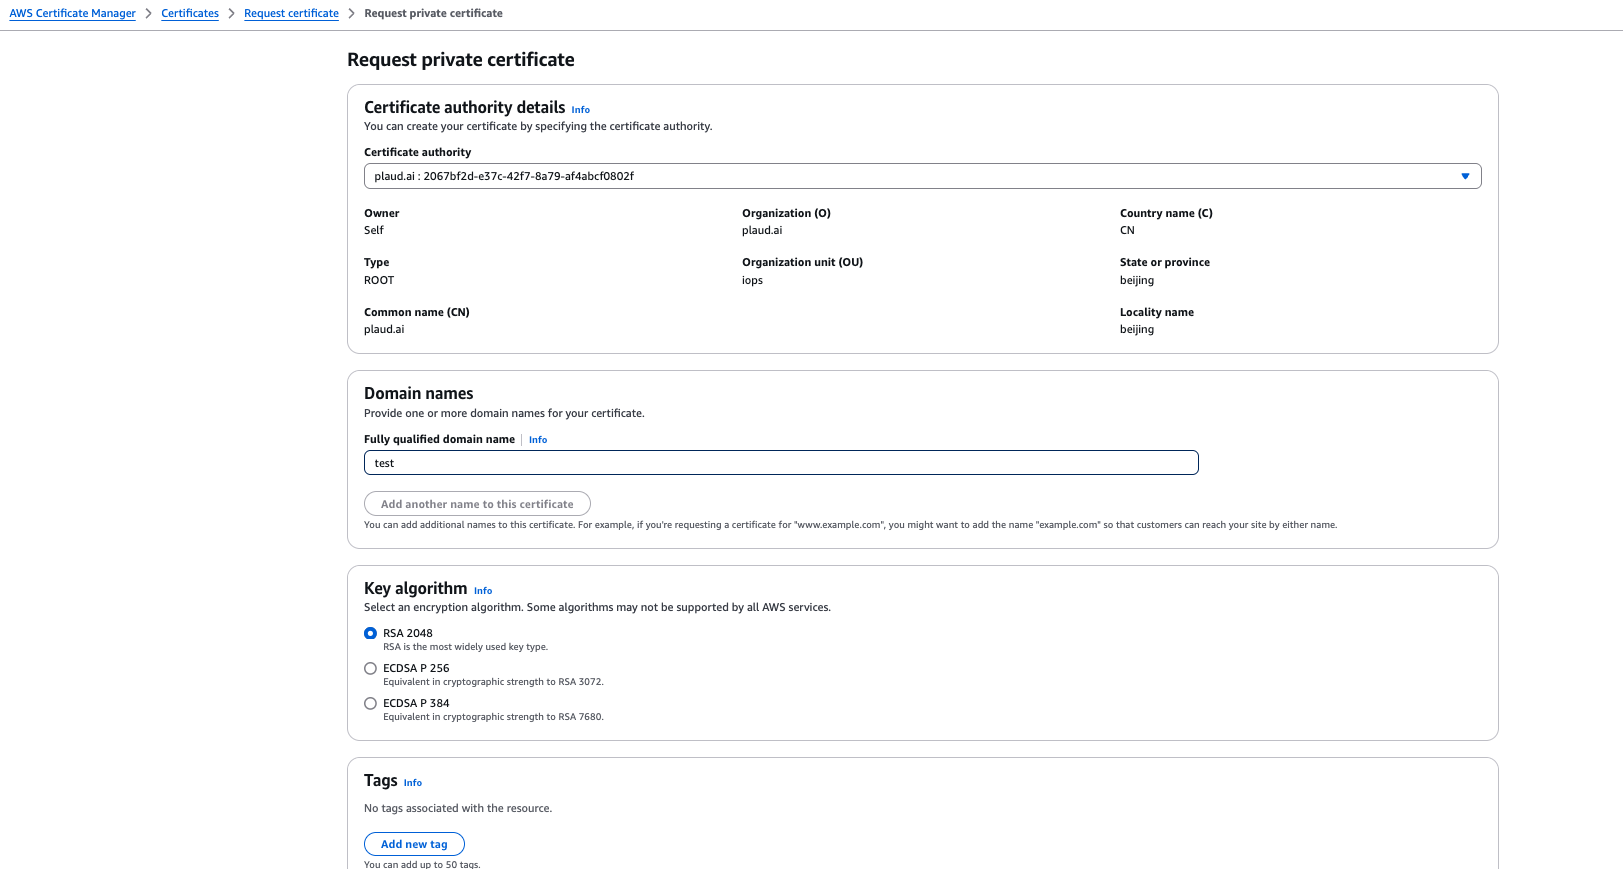 AWS Certificate Manager > Certificates > Request certificate > Request private certificate
Request private certificate
Certificate authority details Info
You can create your certificate by specifying the certificate authority.
Certificate authority
plaud.ai : 2067bf2d-e37c-42f7-8a79-af4abcf0802f
Owner Organization (O) Country name (C)
Self plaud.ai CN
Type Organization unit (OU) State or province
ROOT iops beijing
Common name (CN) Locality name
plaud.ai beijing
Domain names
Provide one or more domain names for your certificate.
Fully qualified domain name | Info
test
Add another name to this certificate
You can add additional names to this certificate. For example, if you're requesting a certificate for "www.example.com", you might want to add the name "example.com" so that customers can reach your site by either name.
Key algorithm Info
Select an encryption algorithm. Some algorithms may not be supported by all AWS services.
RSA 2048
RSA is the most widely used key type.
ECDSA P 256
Equivalent in cryptographic strength to RSA 3072.
ECDSA P 384
Equivalent in cryptographic strength to RSA 7680.
Tags Info
No tags associated with the resource.
Add new tag
You can add up to 50 tags.